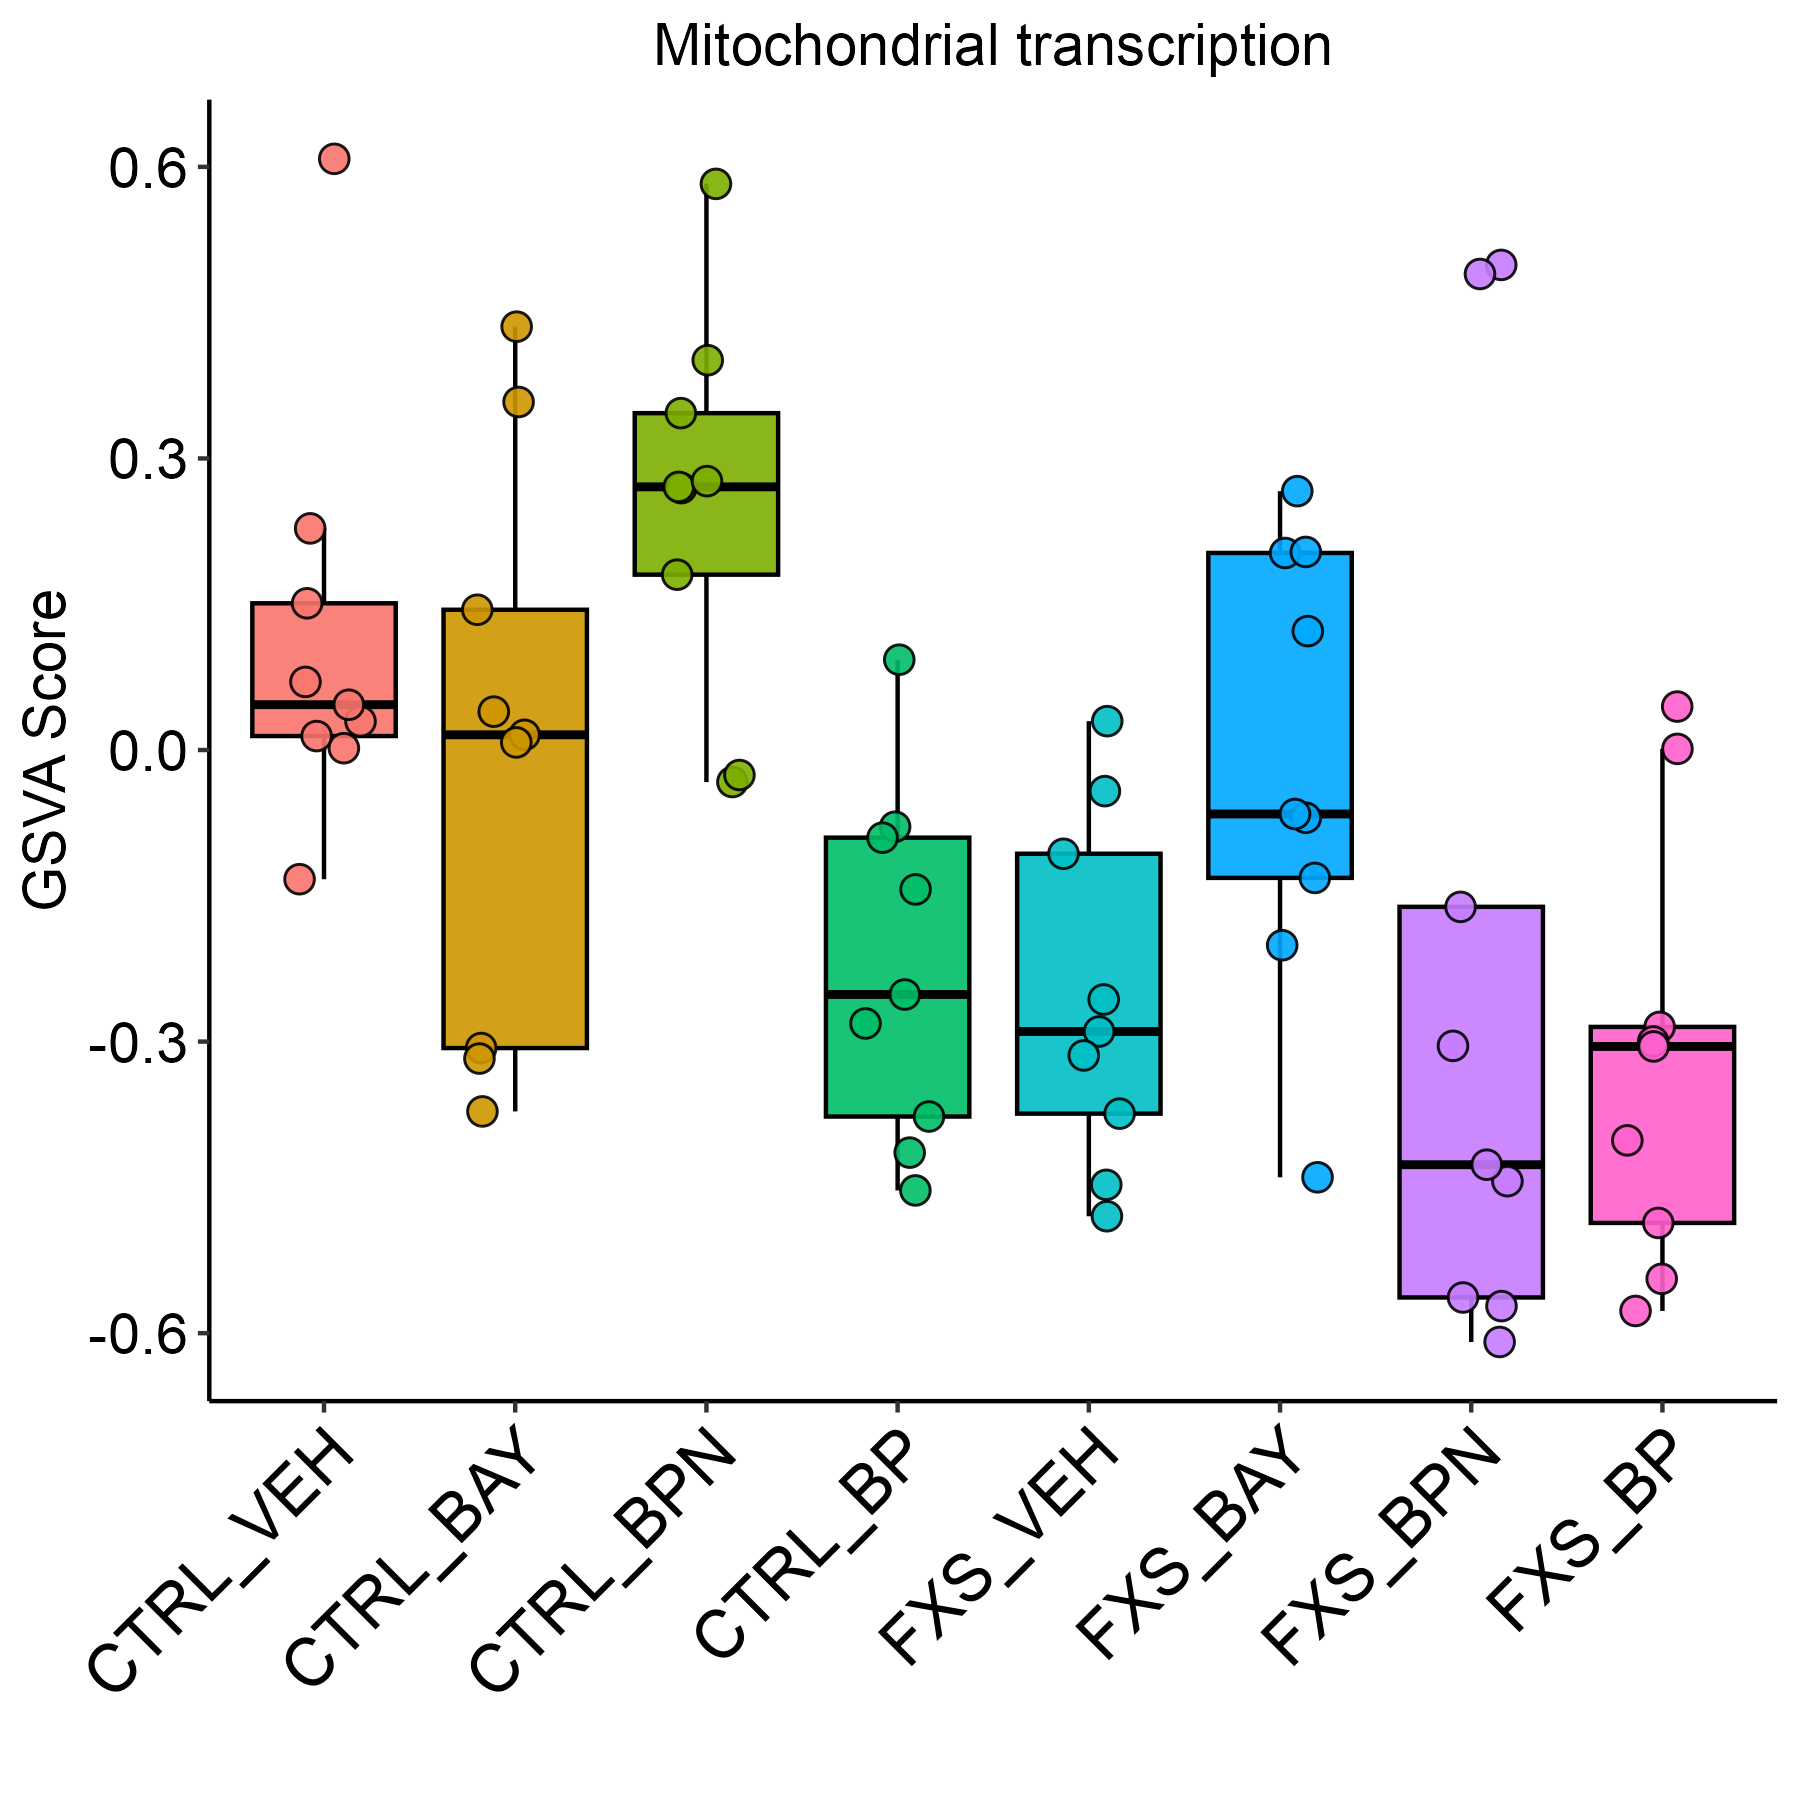 Mitochondrial transcription
GSVA Score
0.6
0.3
0.0
-0.3
-0.6
CTRL_VEH
CTRL_BAY
CTRL_BPN
CTRL_BP
FXS_VEH
FXS_BAY
FXS_BPN
FXS_BP